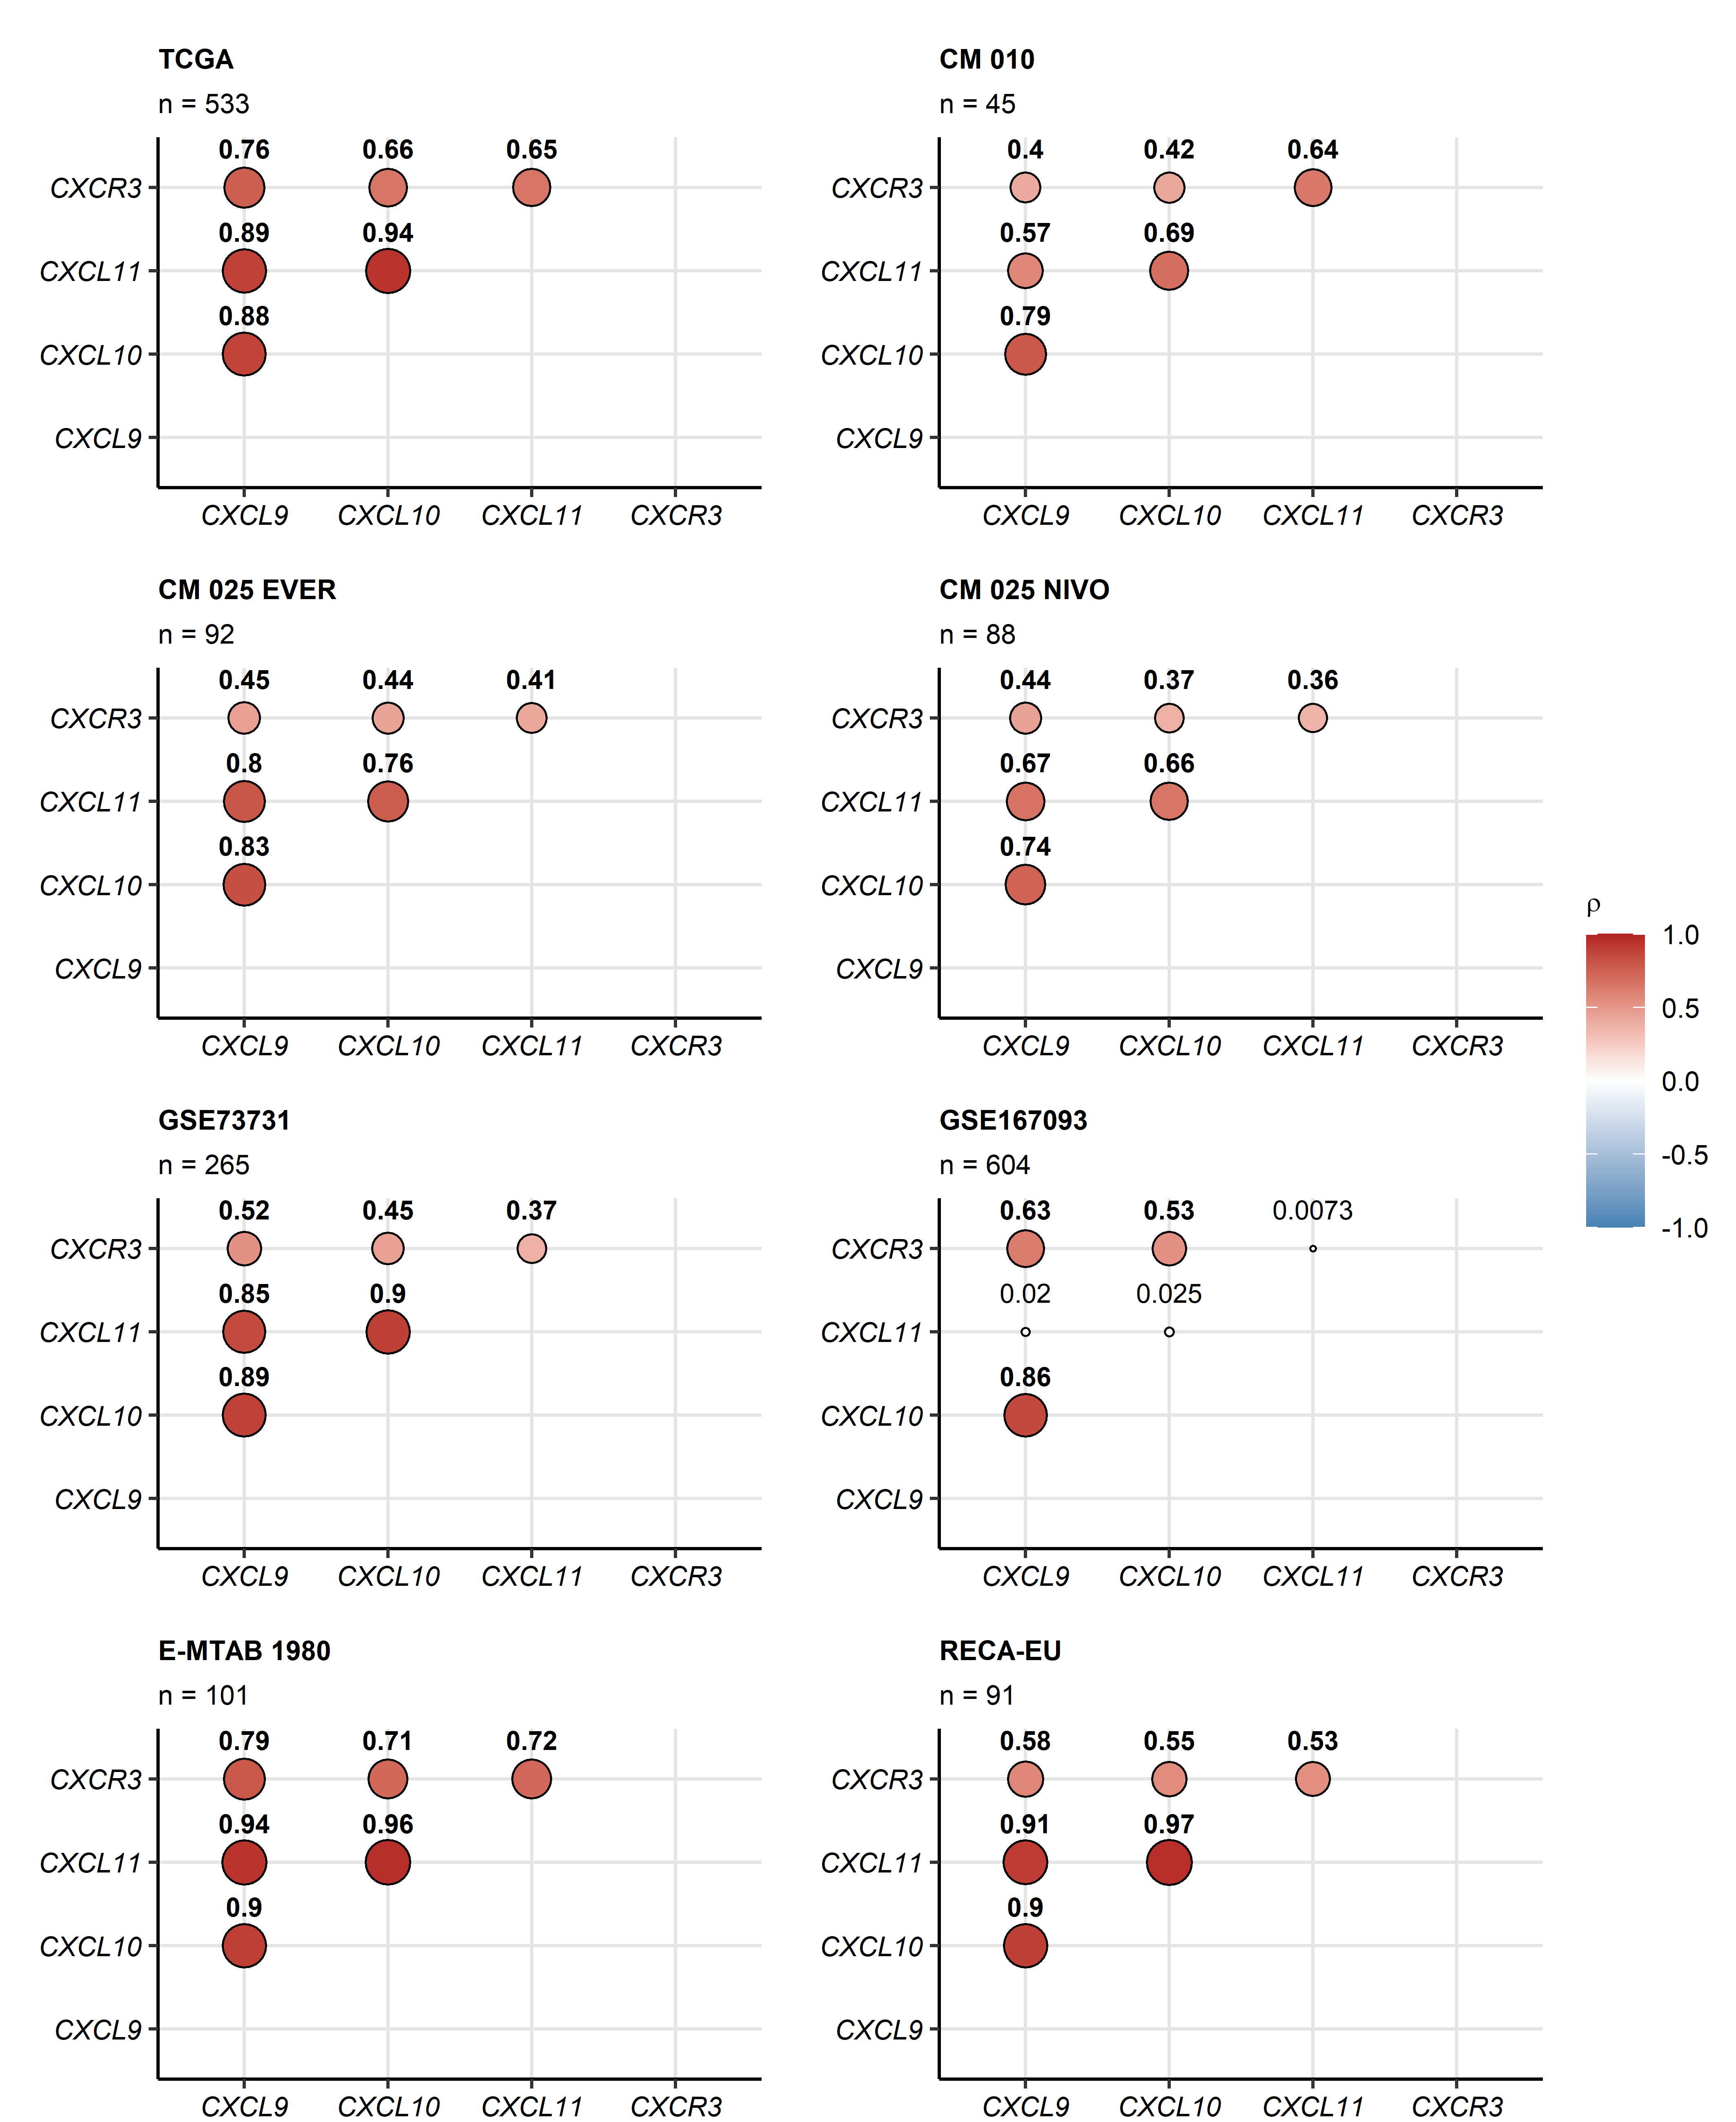 TCGA
n = 533
0.76 0.66 0.65
CXCR3
0.89 0.94
CXCL11
0.88
CXCL10
CXCL9
CXCL9 CXCL10 CXCL11 CXCR3
CM 010
n = 45
0.4 0.42 0.64
CXCR3
0.57 0.69
CXCL11
0.79
CXCL10
CXCL9
CXCL9 CXCL10 CXCL11 CXCR3
CM 025 EVER
n = 92
0.45 0.44 0.41
CXCR3
0.8 0.76
CXCL11
0.83
CXCL10
CXCL9
CXCL9 CXCL10 CXCL11 CXCR3
CM 025 NIVO
n = 88
0.44 0.37 0.36
CXCR3
0.67 0.66
CXCL11
0.74
CXCL10
CXCL9
CXCL9 CXCL10 CXCL11 CXCR3
GSE73731
n = 265
0.52 0.45 0.37
CXCR3
0.85 0.9
CXCL11
0.89
CXCL10
CXCL9
CXCL9 CXCL10 CXCL11 CXCR3
GSE167093
n = 604
0.63 0.53 0.0073
CXCR3
0.02 0.025
CXCL11
0.86
CXCL10
CXCL9
CXCL9 CXCL10 CXCL11 CXCR3
E-MTAB 1980
n = 101
0.79 0.71 0.72
CXCR3
0.94 0.96
CXCL11
0.9
CXCL10
CXCL9
CXCL9 CXCL10 CXCL11 CXCR3
RECA-EU
n = 91
0.58 0.55 0.53
CXCR3
0.91 0.97
CXCL11
0.9
CXCL10
CXCL9
CXCL9 CXCL10 CXCL11 CXCR3
ρ
1.0
0.5
0.0
-0.5
-1.0